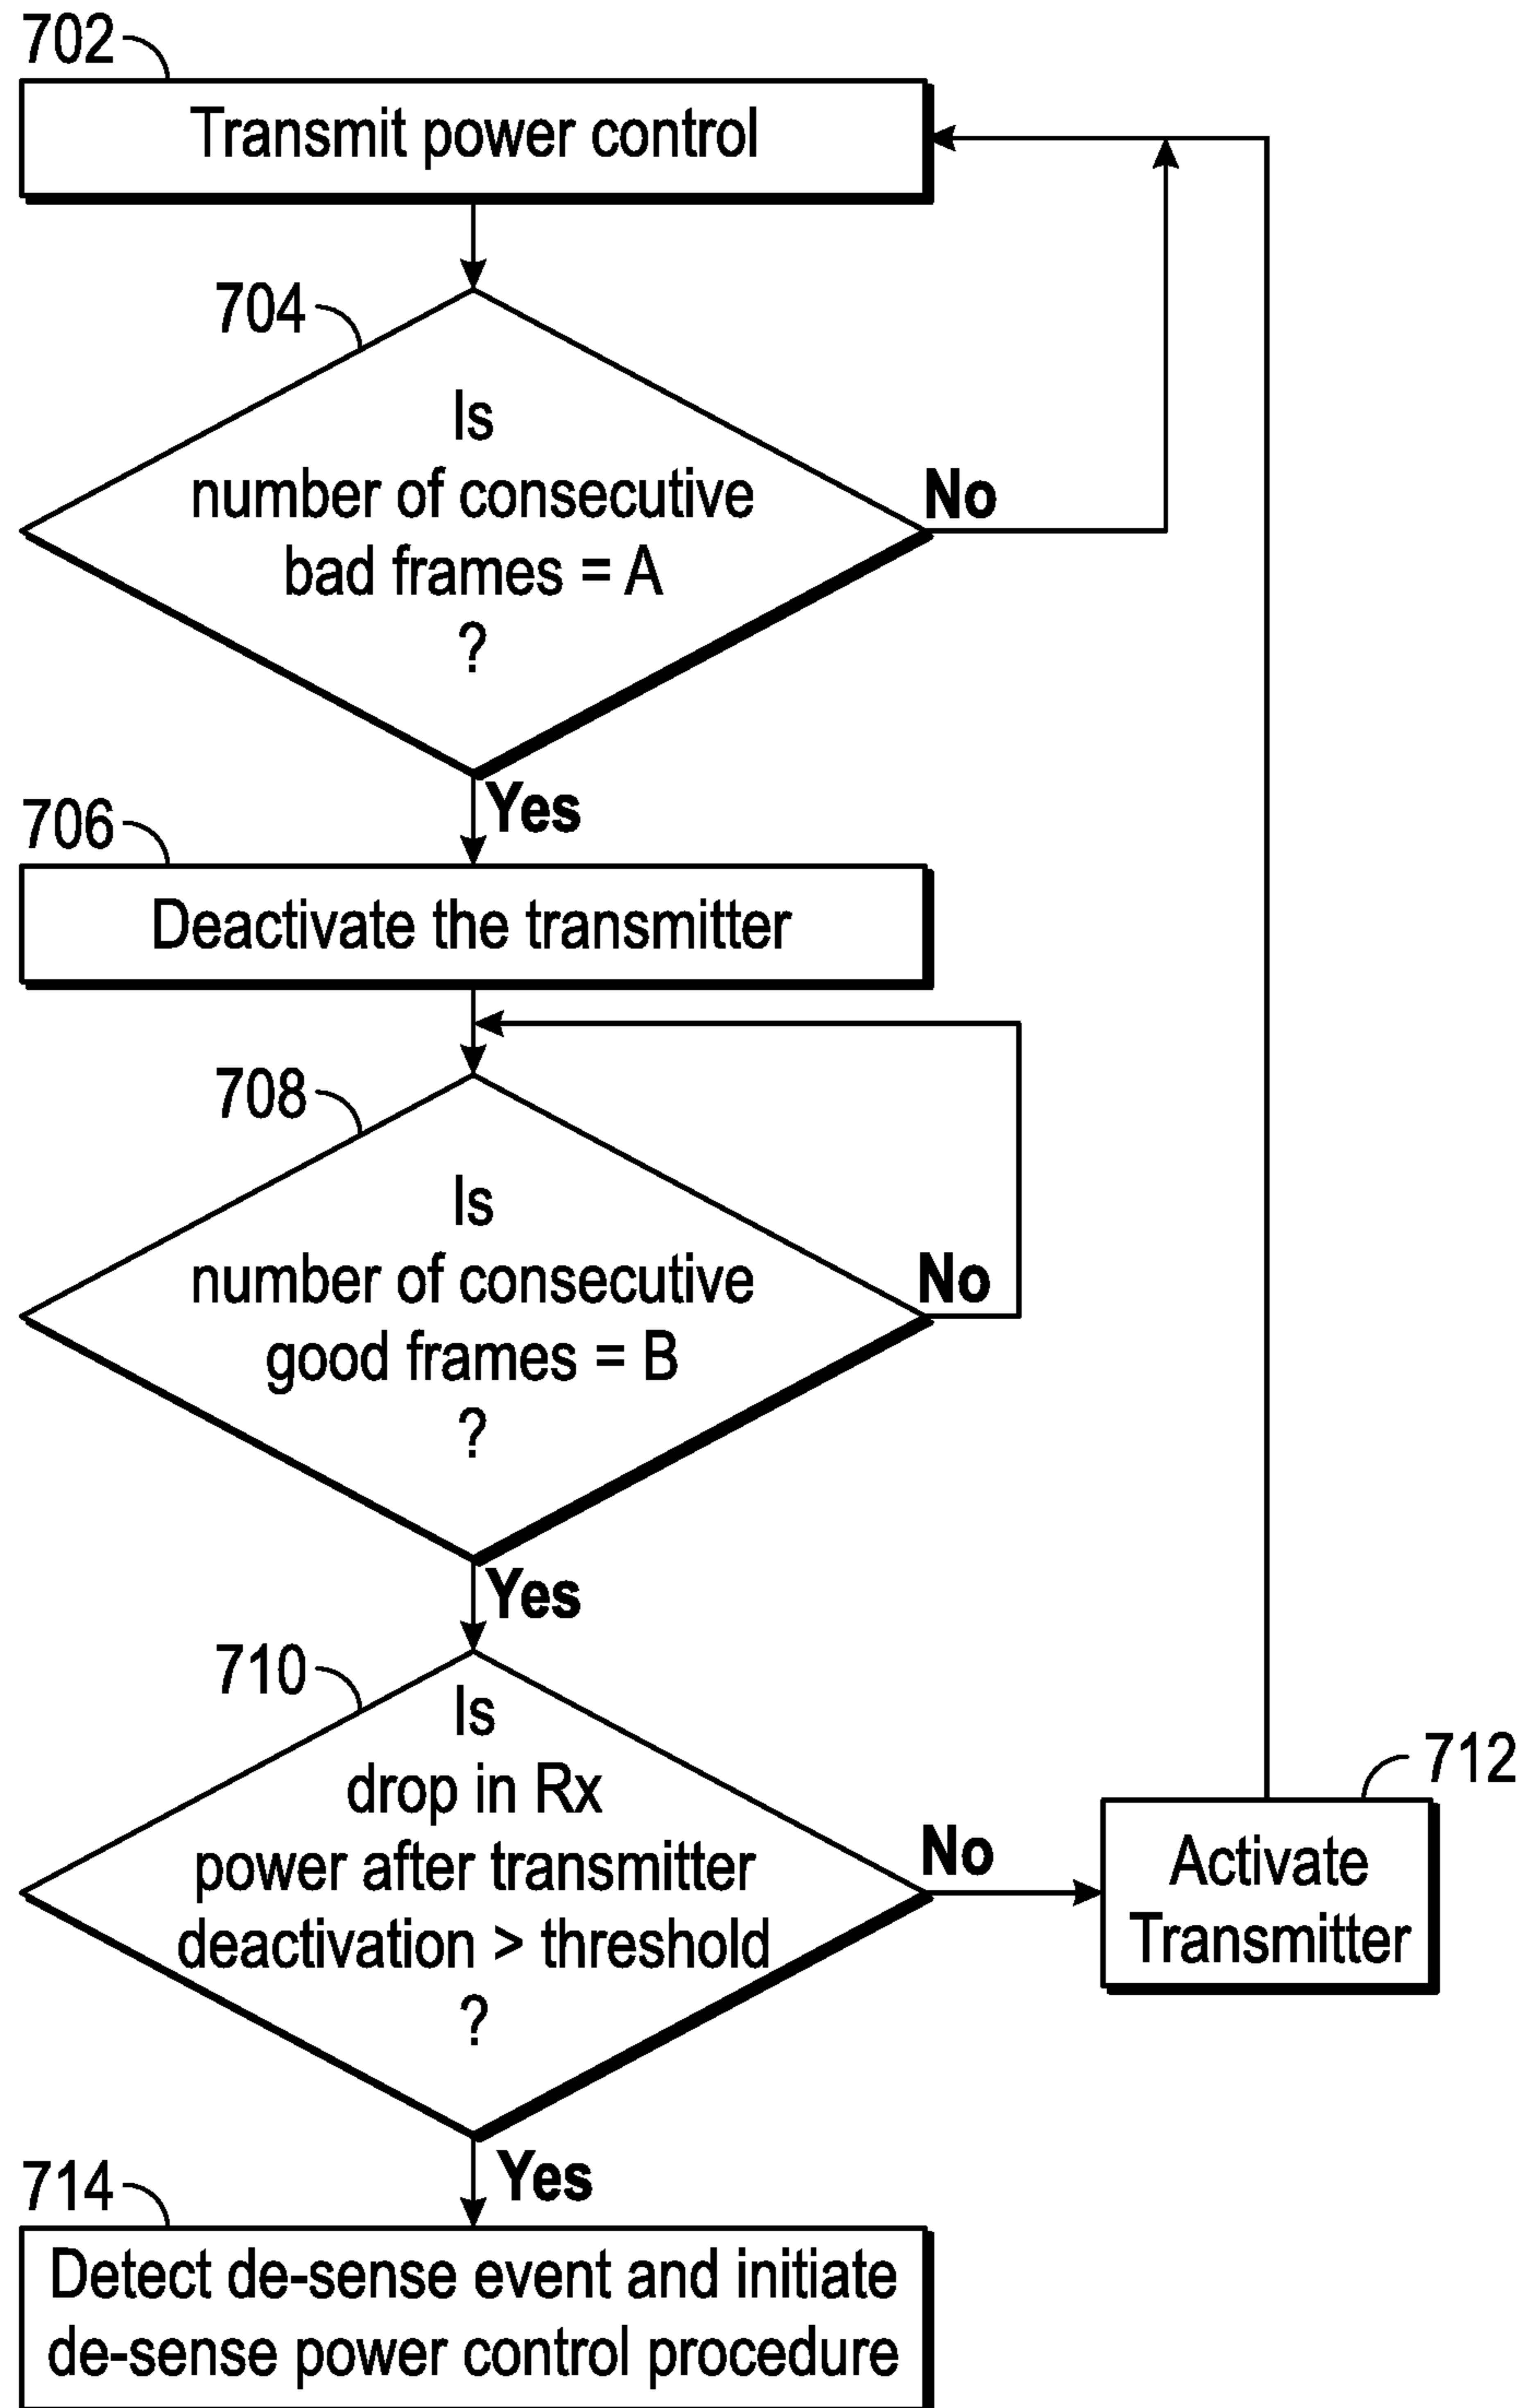 702
Transmit power control
704
Is
number of consecutive
bad frames = A
?
No
Yes
706
Deactivate the transmitter
708
Is
number of consecutive
good frames = B
?
No
Yes
710
Is
drop in Rx
power after transmitter
deactivation > threshold
?
No
712
Activate
Transmitter
Yes
714
Detect de-sense event and initiate
de-sense power control procedure